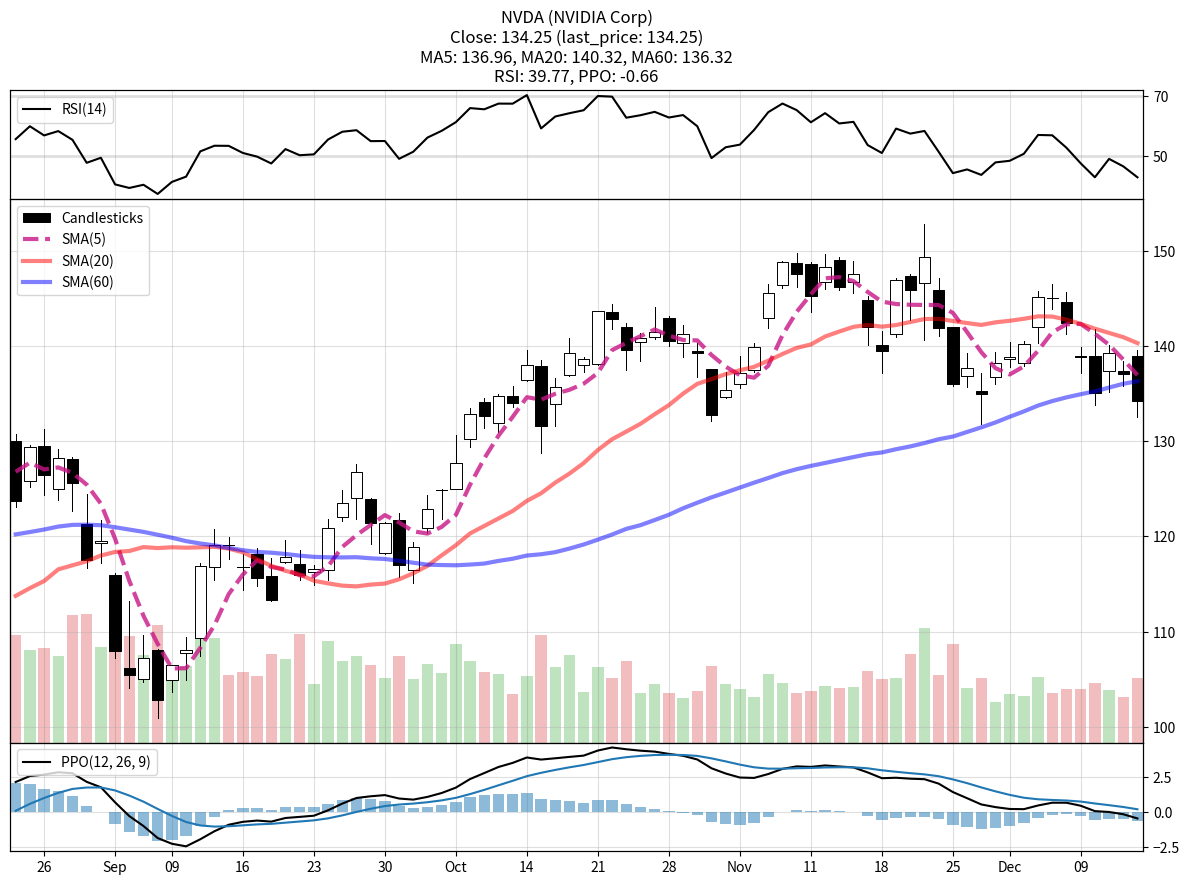 NVDA (NVIDIA Corp)
Close: 134.25 (last_price: 134.25)
MA5: 136.96, MA20: 140.32, MA60: 136.32
RSI: 39.77, PPO: -0.66
RSI(14)
70
50
Candlesticks
SMA(5)
SMA(20)
SMA(60)
150
140
130
120
110
100
PPO(12, 26, 9)
2.5
0.0
−2.5
26 Sep 09 16 23 30 Oct 14 21 28 Nov 11 18 25 Dec 09